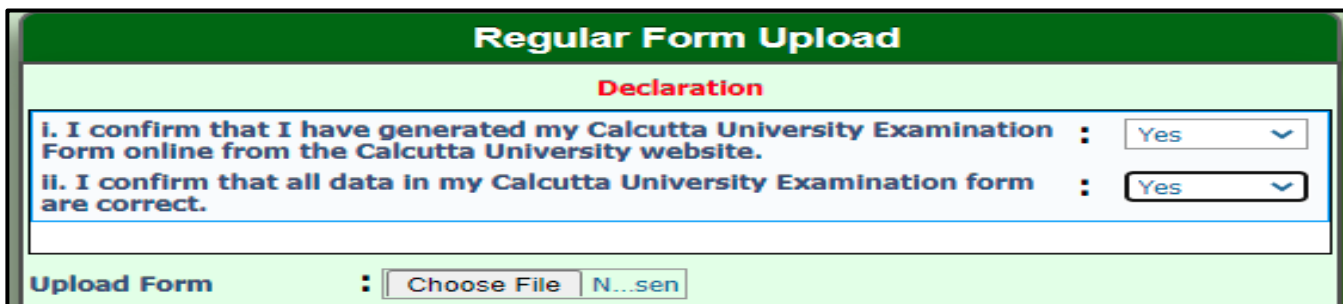 Regular Form Upload
Declaration
i. I confirm that I have generated my Calcutta University Examination : Yes
Form online from the Calcutta University website.
ii. I confirm that all data in my Calcutta University Examination form : Yes
are correct.
Upload Form : Choose File N...sen